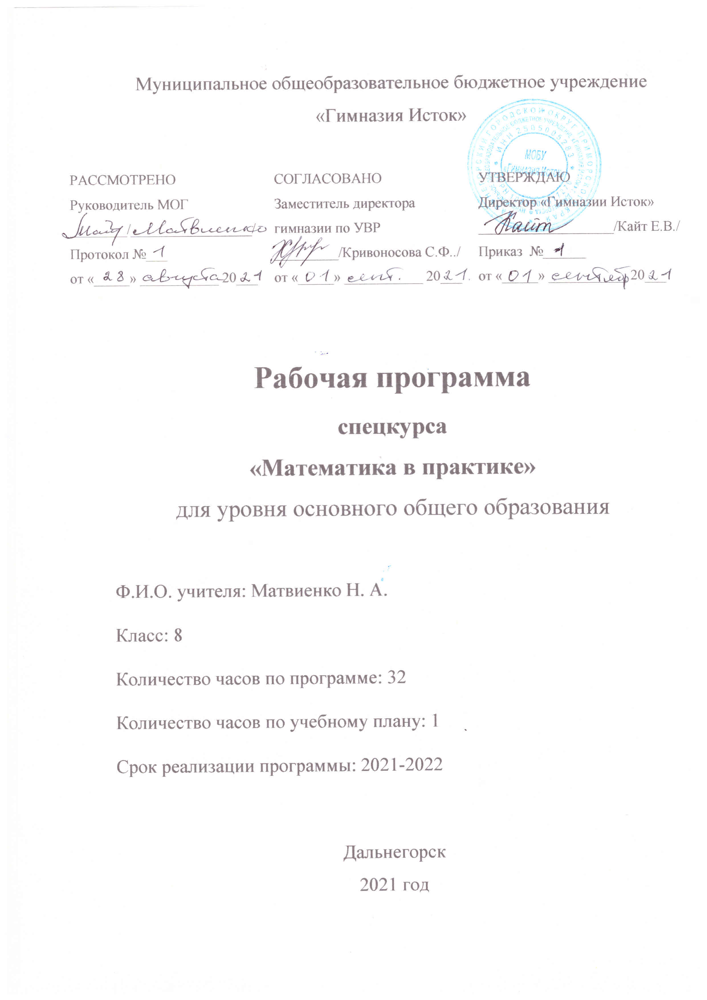 Муниципальное общеобразовательное бюджетное учреждение
«Гимназия Исток»
ИНН 2505005283
МОБУ
«Гимназия Исток»
РАССМОТРЕНО
Руководитель МОГ
/ Матвиенко
Протокол № 1
от « 28 » августа 20 21
СОГЛАСОВАНО
Заместитель директора
гимназии по УВР
/Кривоносова С.Ф../
от « 01 » сент. 20 21.
УТВЕРЖДАЮ
Директор «Гимназии Исток»
Кайт /Кайт Е.В./
Приказ № 1
от « 01 » сентябр 20 21
Рабочая программа
спецкурса
«Математика в практике»
для уровня основного общего образования
Ф.И.О. учителя: Матвиенко Н. А.
Класс: 8
Количество часов по программе: 32
Количество часов по учебному плану: 1
Срок реализации программы: 2021-2022
Дальнегорск
2021 год